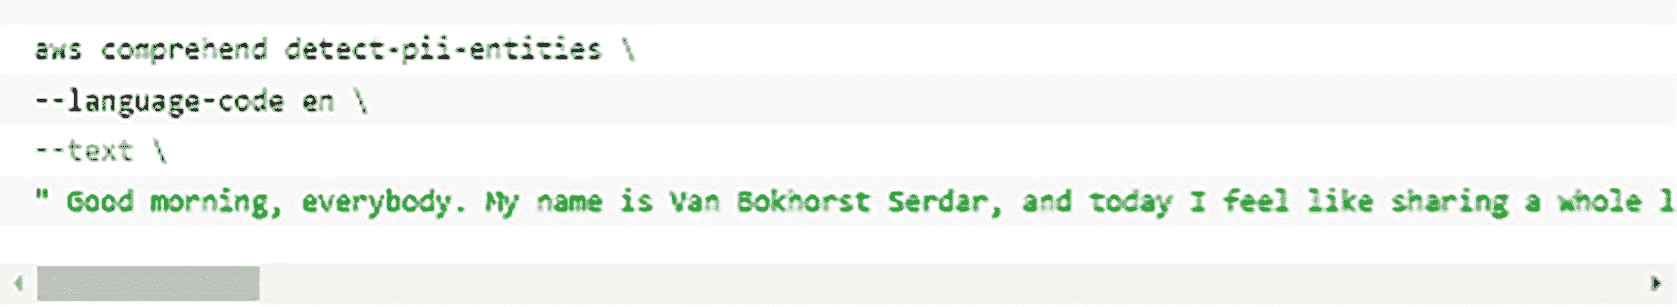 aws comprehend detect-pii-entities \
--language-code en \
--text \
" Good morning, everybody. My name is Van Bokhorst Serdar, and today I feel like sharing a whole l